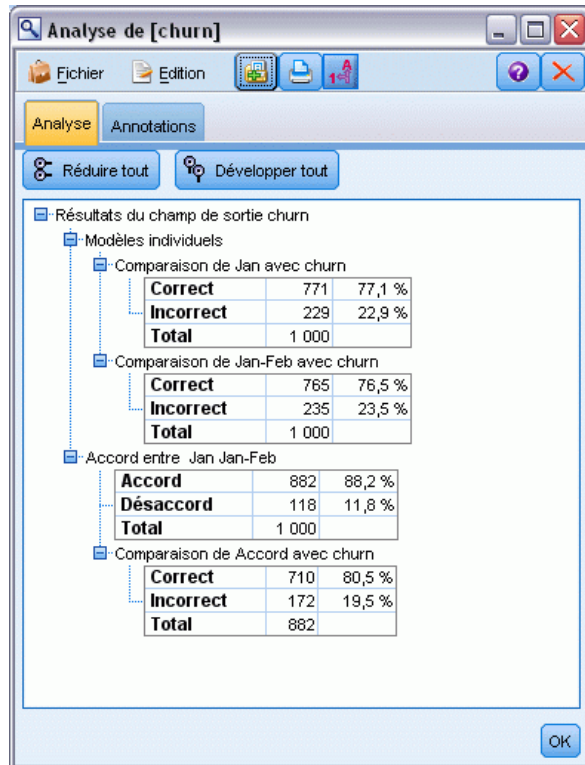 Analyse de [churn]
Fichier Edition
Analyse Annotations
Réduire tout Développer tout
Résultats du champ de sortie churn
Modèles individuels
Comparaison de Jan avec churn
Correct 771 77,1 %
Incorrect 229 22,9 %
Total 1 000
Comparaison de Jan-Feb avec churn
Correct 765 76,5 %
Incorrect 235 23,5 %
Total 1 000
Accord entre Jan Jan-Feb
Accord 882 88,2 %
Désaccord 118 11,8 %
Total 1 000
Comparaison de Accord avec churn
Correct 710 80,5 %
Incorrect 172 19,5 %
Total 882
OK